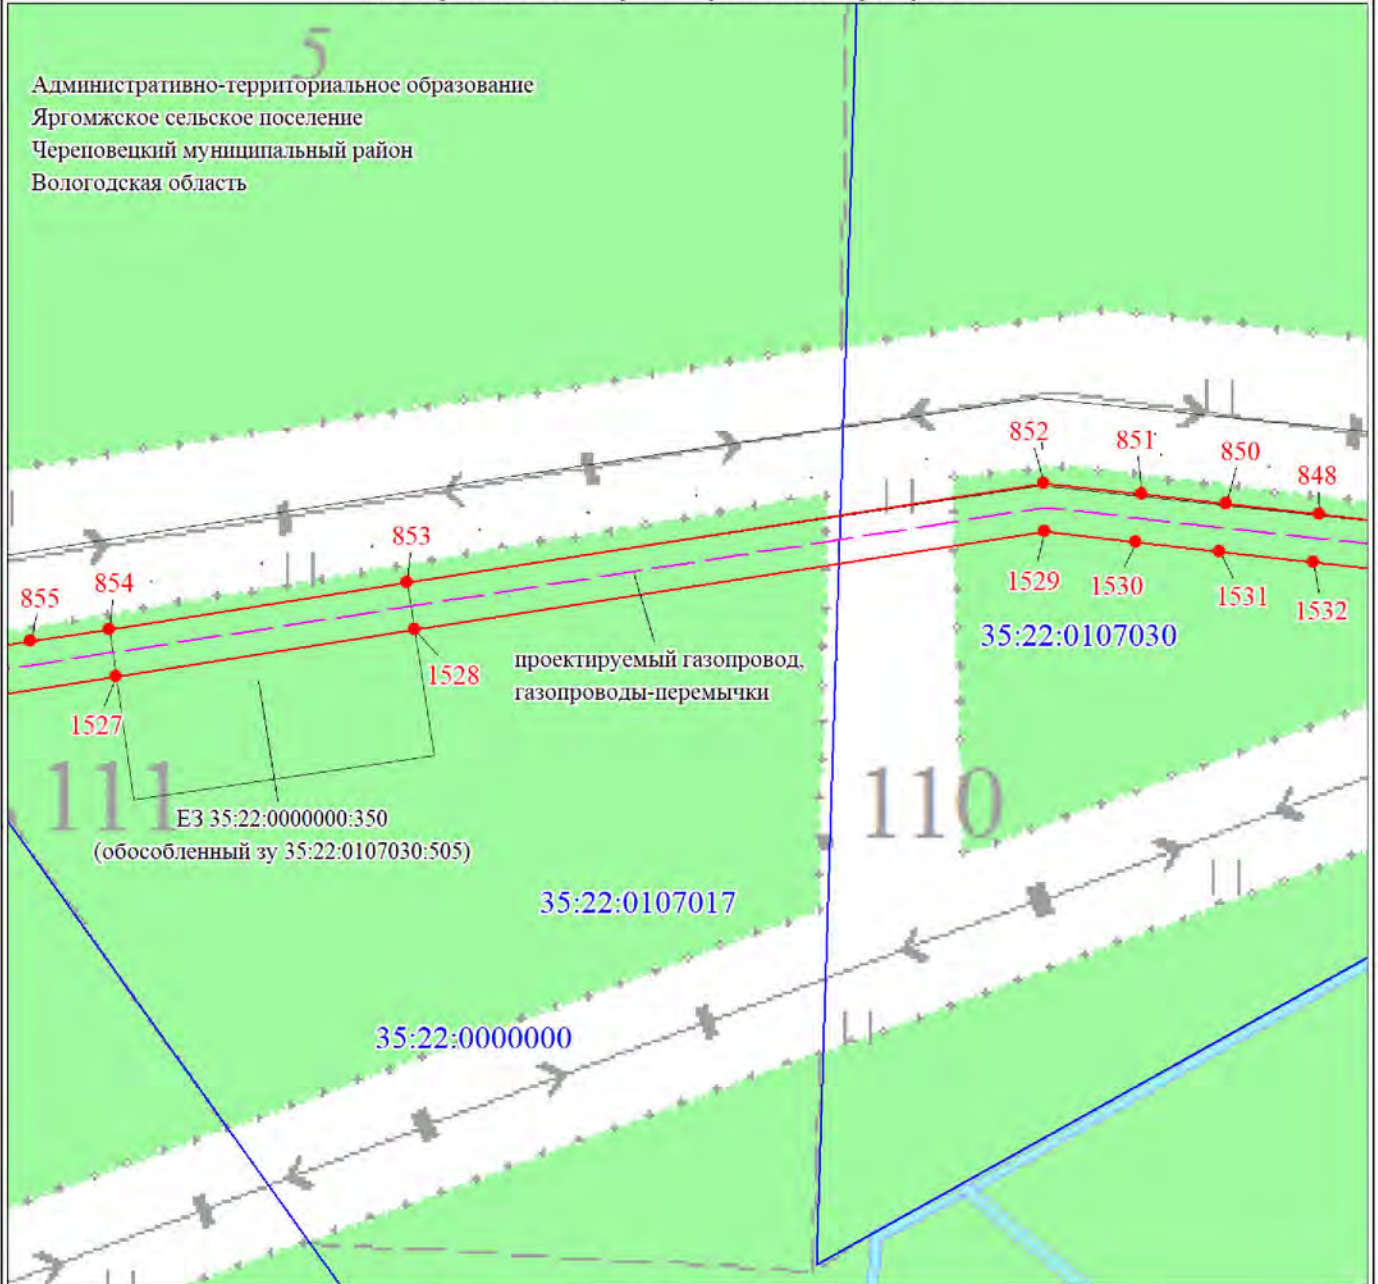 5
Административно-территориальное образование
Яргомжское сельское поселение
Череповецкий муниципальный район
Вологодская область
852
851
850
848
853
854
855
1529
1530
1531
1532
35:22:0107030
проектируемый газопровод,
газопроводы-перемычки
1528
1527
111
110
ЕЗ 35:22:0000000:350
(обособленный зу 35:22:0107030:505)
35:22:0107017
35:22:0000000